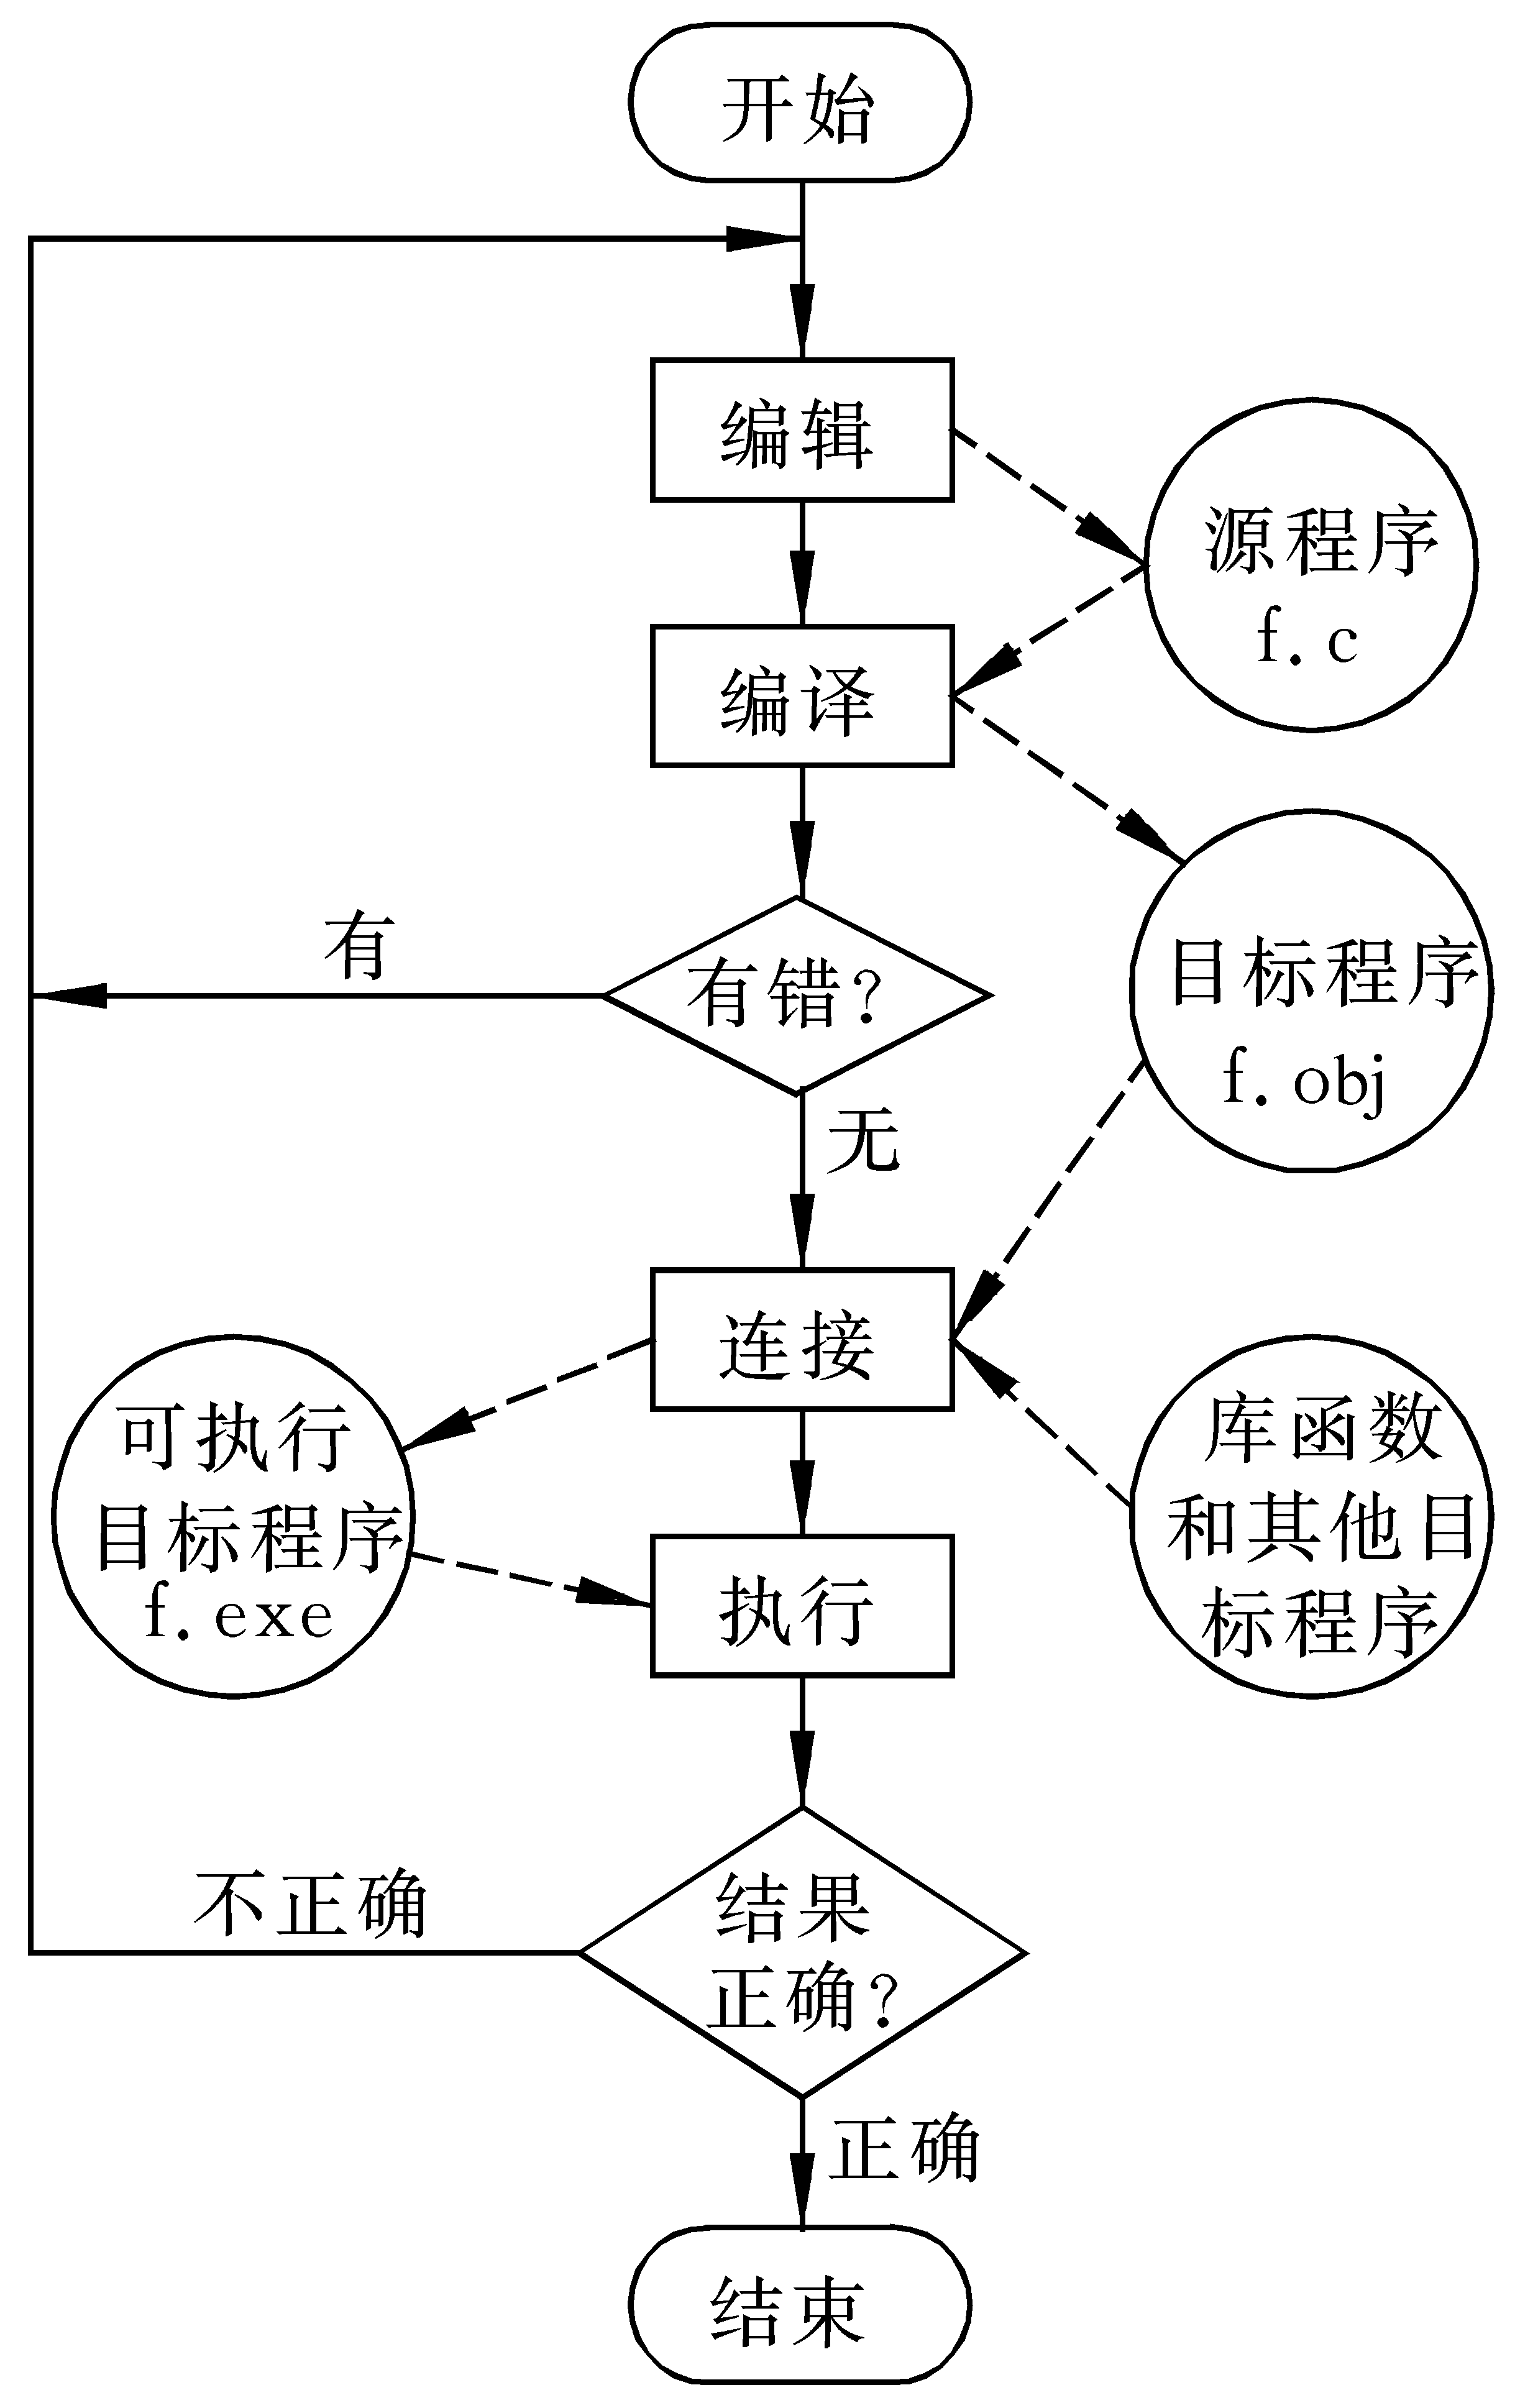 开始
编辑
源程序
f.c
编译
有
有错?
目标程序
f.obj
无
连接
可执行
目标程序
f.exe
库函数
和其他目
标程序
执行
不正确
结果
正确?
正确
结束